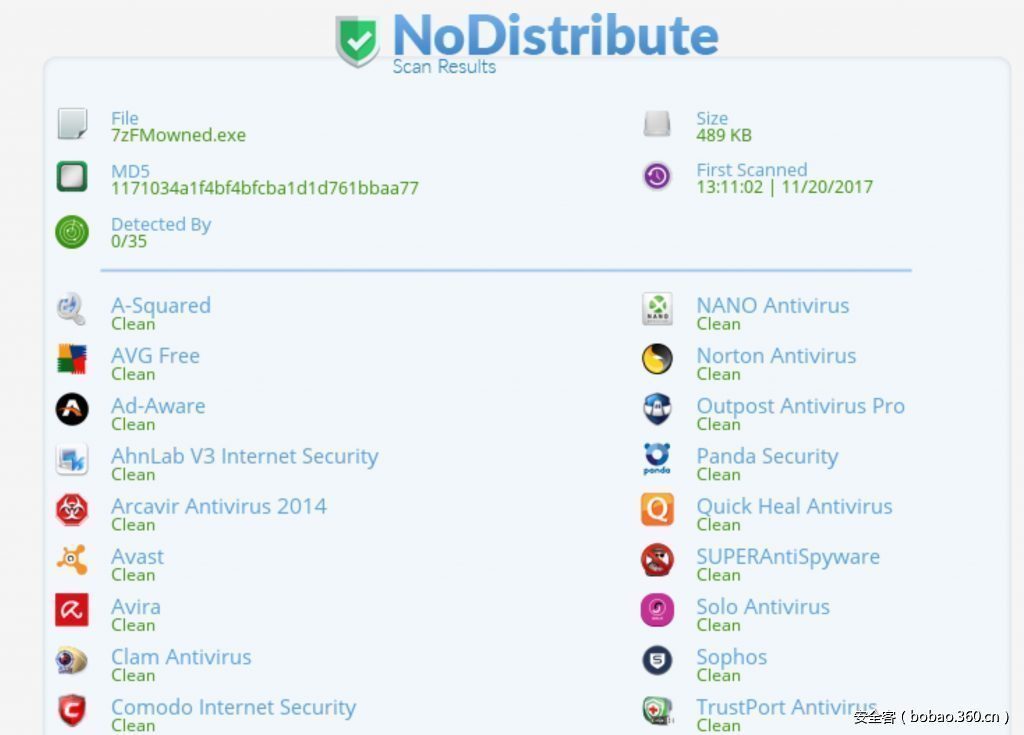 NoDistribute
Scan Results
File
7zFMowned.exe
Size
489 KB
MD5
1171034a1f4bf4bfcba1d1d761bbaa77
First Scanned
13:11:02 | 11/20/2017
Detected By
0/35
A-Squared
Clean
NANO Antivirus
Clean
AVG Free
Clean
Norton Antivirus
Clean
Ad-Aware
Clean
Outpost Antivirus Pro
Clean
AhnLab V3 Internet Security
Clean
Panda Security
Clean
Arcavir Antivirus 2014
Clean
Quick Heal Antivirus
Clean
Avast
Clean
SUPERAntiSpyware
Clean
Avira
Clean
Solo Antivirus
Clean
Clam Antivirus
Clean
Sophos
Clean
Comodo Internet Security
Clean
TrustPort Antivirus
Clean
安全客（bobao.360.cn）